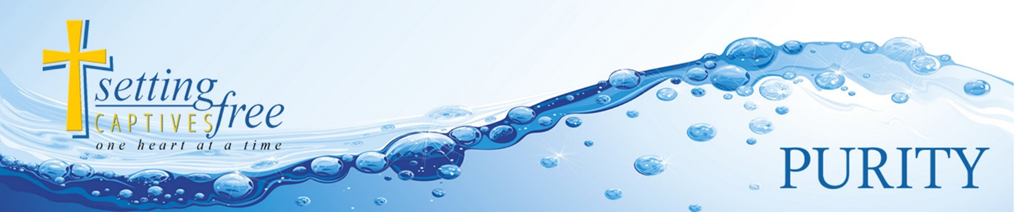 setting
CAPTIVES free
one heart at a time
PURITY